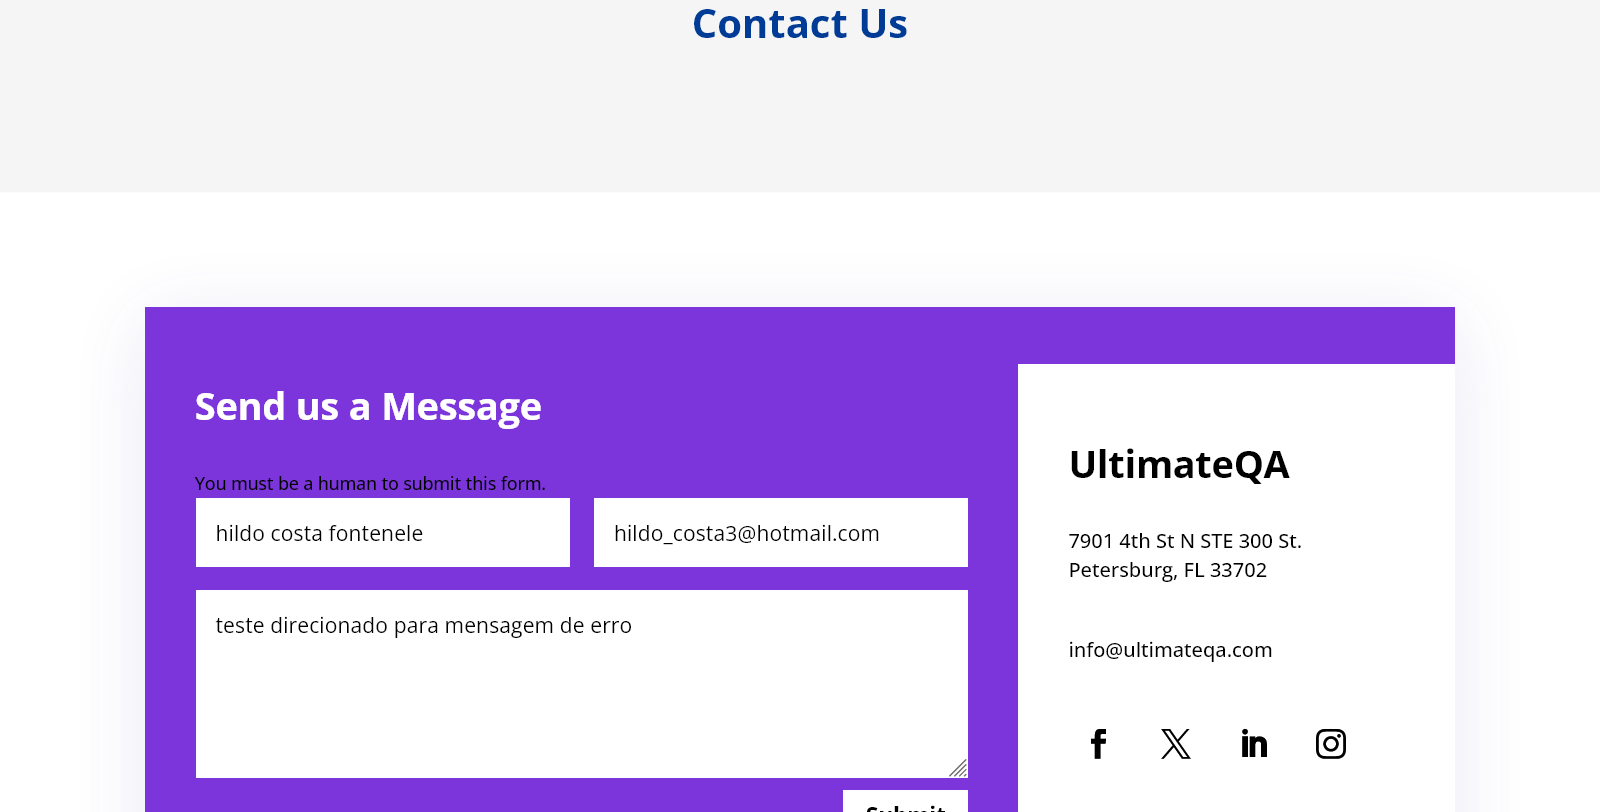 Contact Us
Send us a Message
You must be a human to submit this form.
hildo costa fontenele
hildo_costa3@hotmail.com
teste direcionado para mensagem de erro
Submit
UltimateQA
7901 4th St N STE 300 St.
Petersburg, FL 33702
info@ultimateqa.com